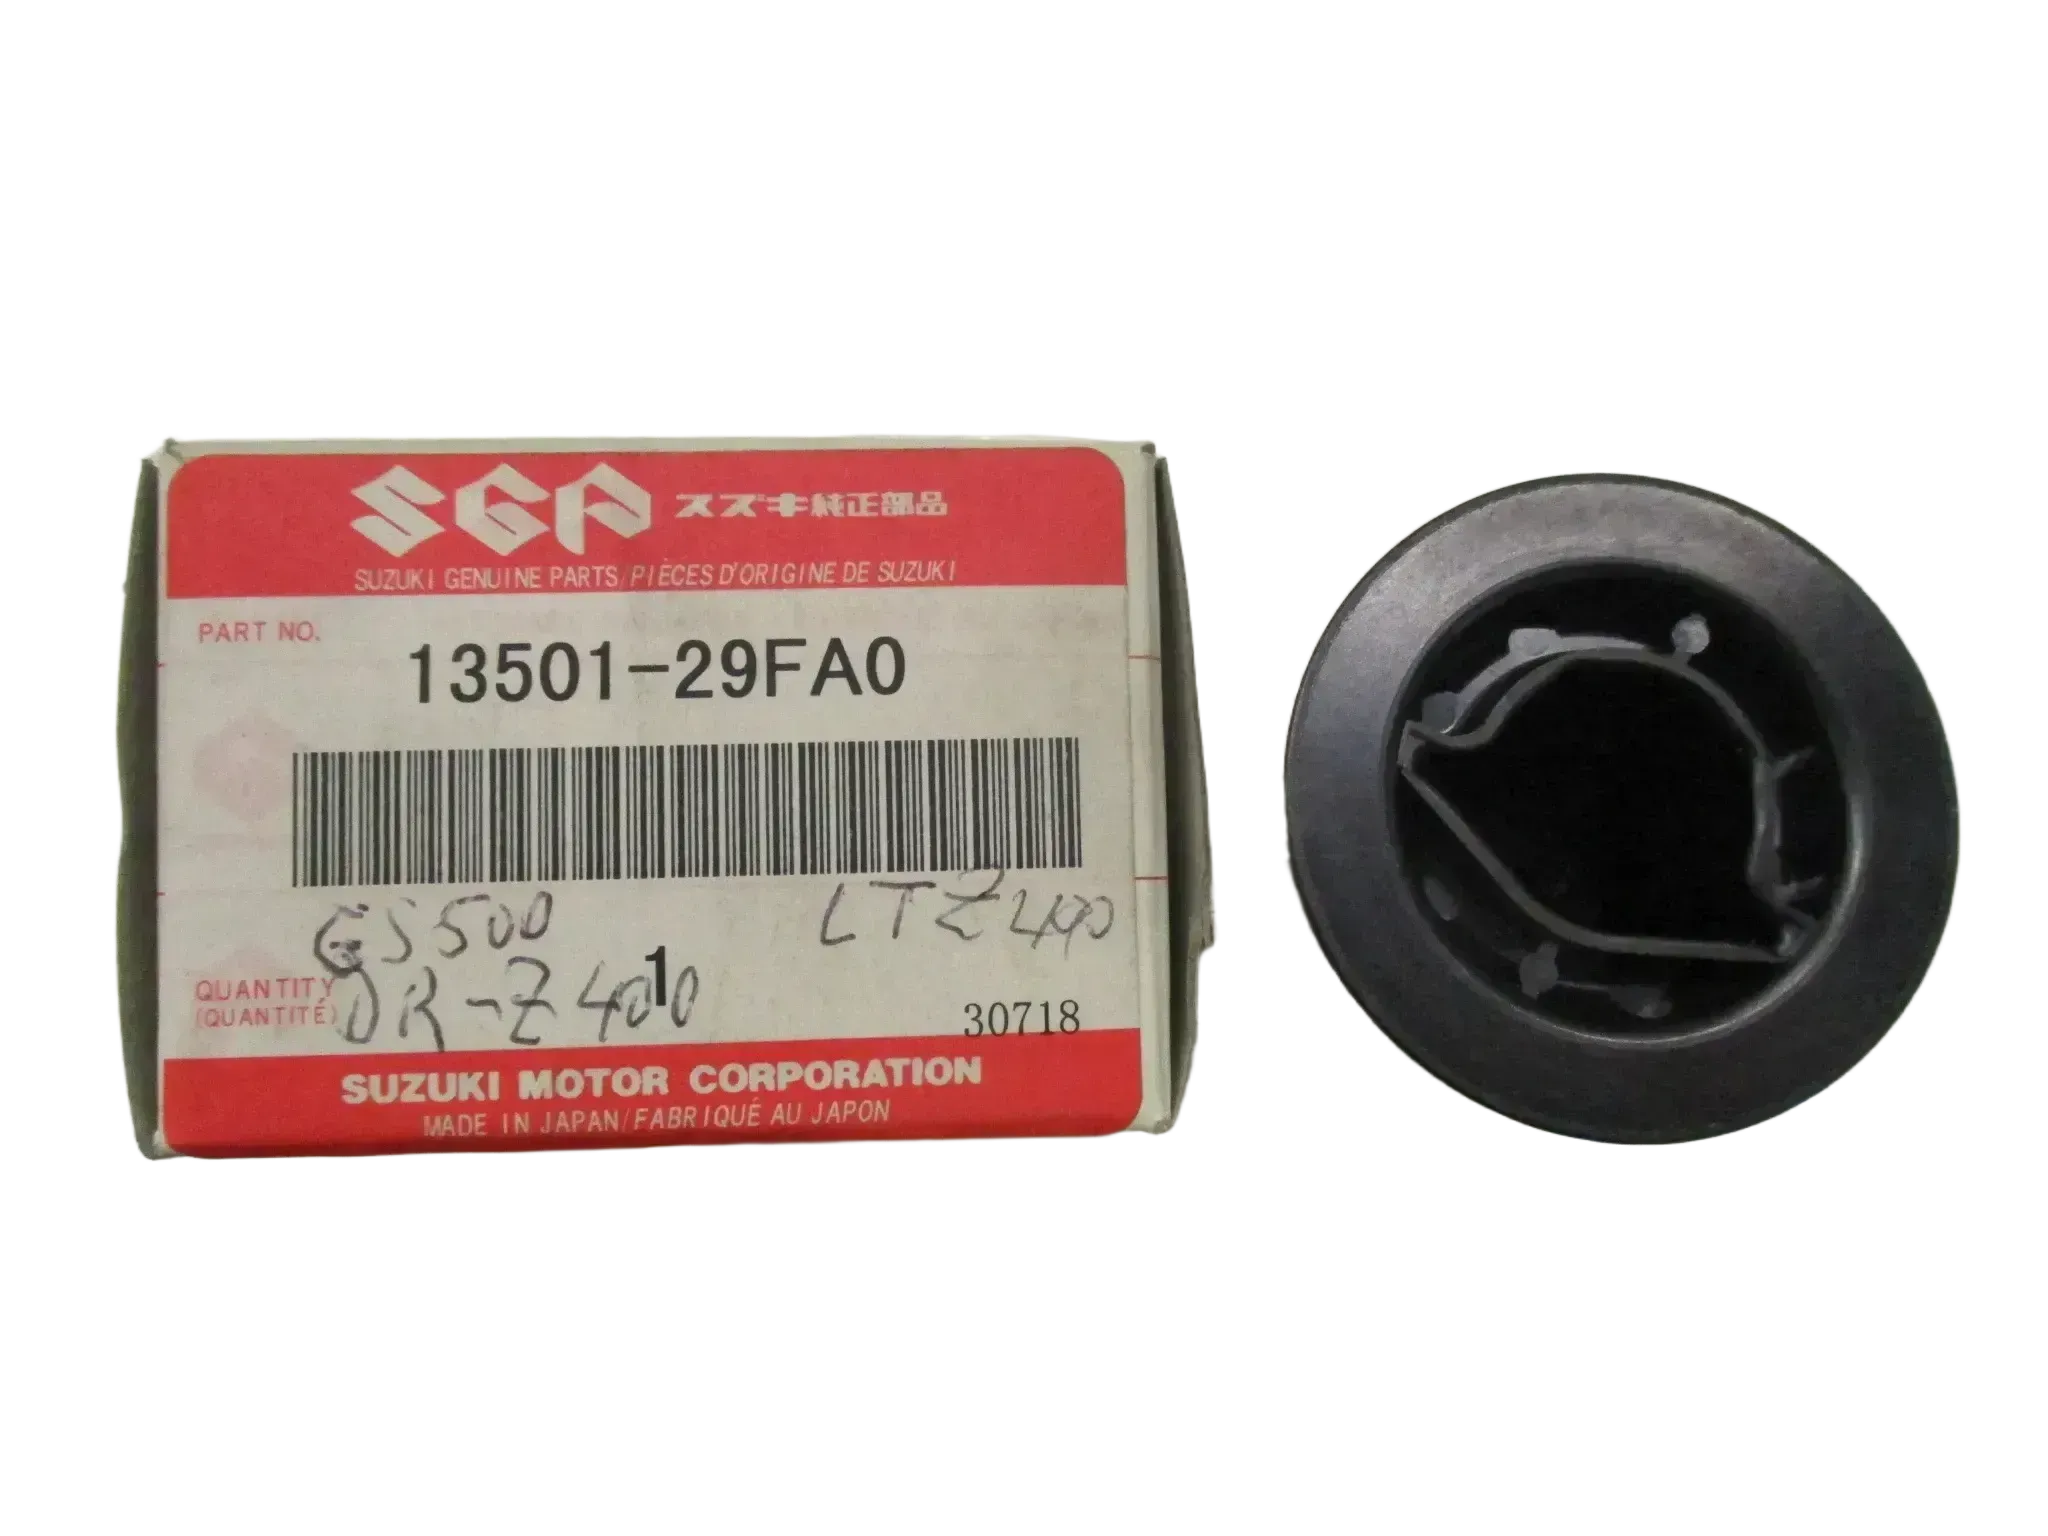 SGP スズキ純正部品
SUZUKI GENUINE PARTS/PIÈCES D'ORIGINE DE SUZUKI
PART NO.
13501-29FA0
GS500 LTZ400
QUANTITY 1
(QUANTITÉ) DR-Z400
30718
SUZUKI MOTOR CORPORATION
MADE IN JAPAN/FABRIQUÉ AU JAPON